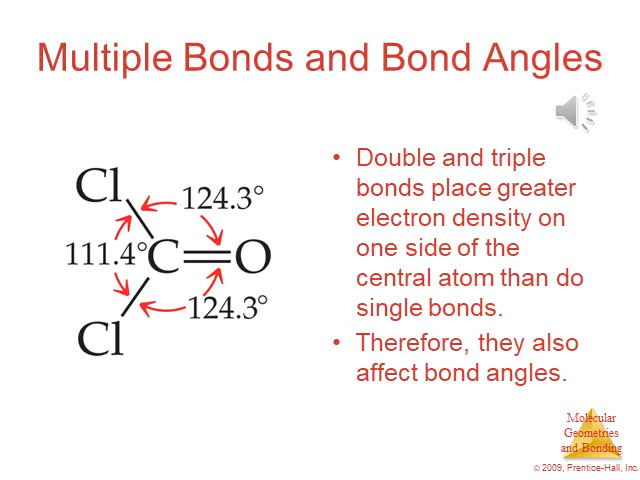 Multiple Bonds and Bond Angles
Cl
124.3°
111.4°
C
O
124.3°
Cl
• Double and triple
bonds place greater
electron density on
one side of the
central atom than do
single bonds.
• Therefore, they also
affect bond angles.
Molecular
Geometries
and Bonding
© 2009, Prentice-Hall, Inc.